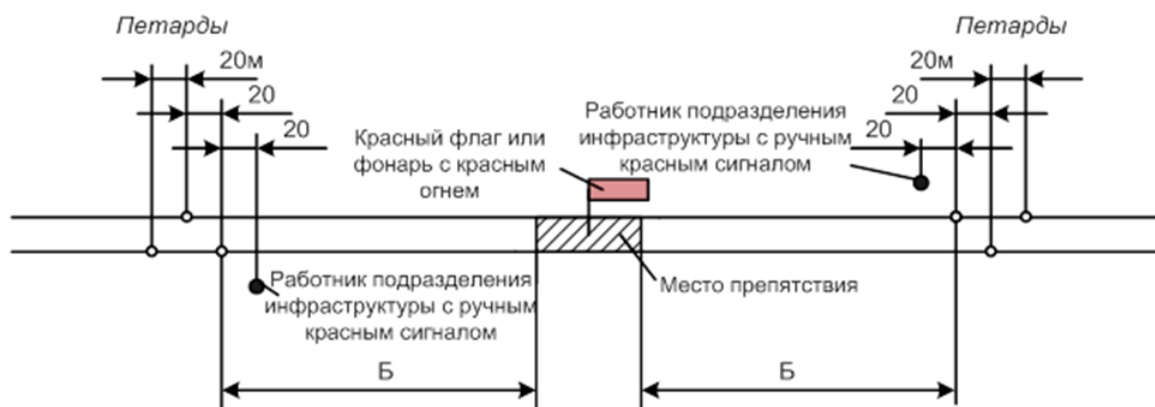 Петарды
Петарды
20м
20м
20
20
20
20
Красный флаг или
фонарь с красным
огнем
Работник подразделения
инфраструктуры с ручным
красным сигналом
Работник подразделения
инфраструктуры с ручным
красным сигналом
Место препятствия
Б
Б